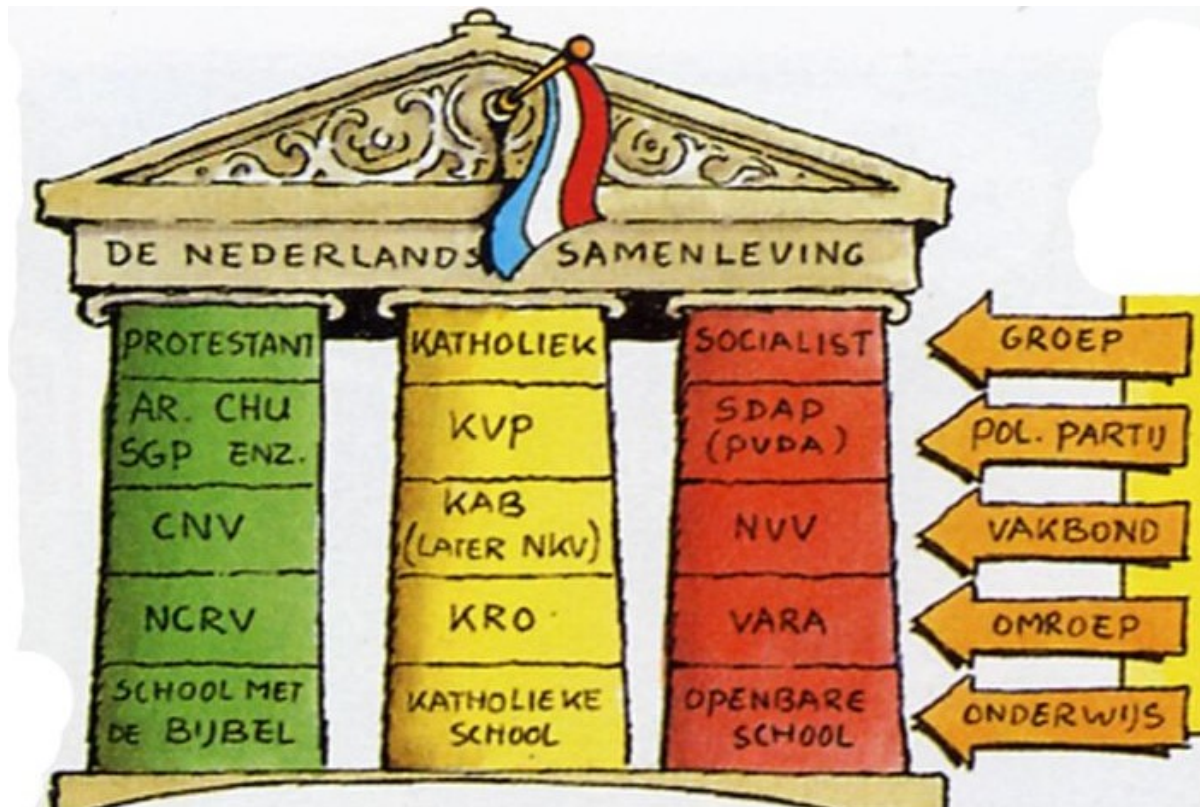 DE NEDERLANDS SAMENLEVING
PROTESTANT
KATHOLIEK
SOCIALIST
GROEP
AR. CHU
SGP ENZ.
KVP
SDAP
(PVDA)
POL. PARTIJ
CNV
KAB
(LATER NKV)
NVV
VAKBOND
NCRV
KRO
VARA
OMROEP
SCHOOL MET
DE BIJBEL
KATHOLIEKE
SCHOOL
OPENBARE
SCHOOL
ONDERWIJS